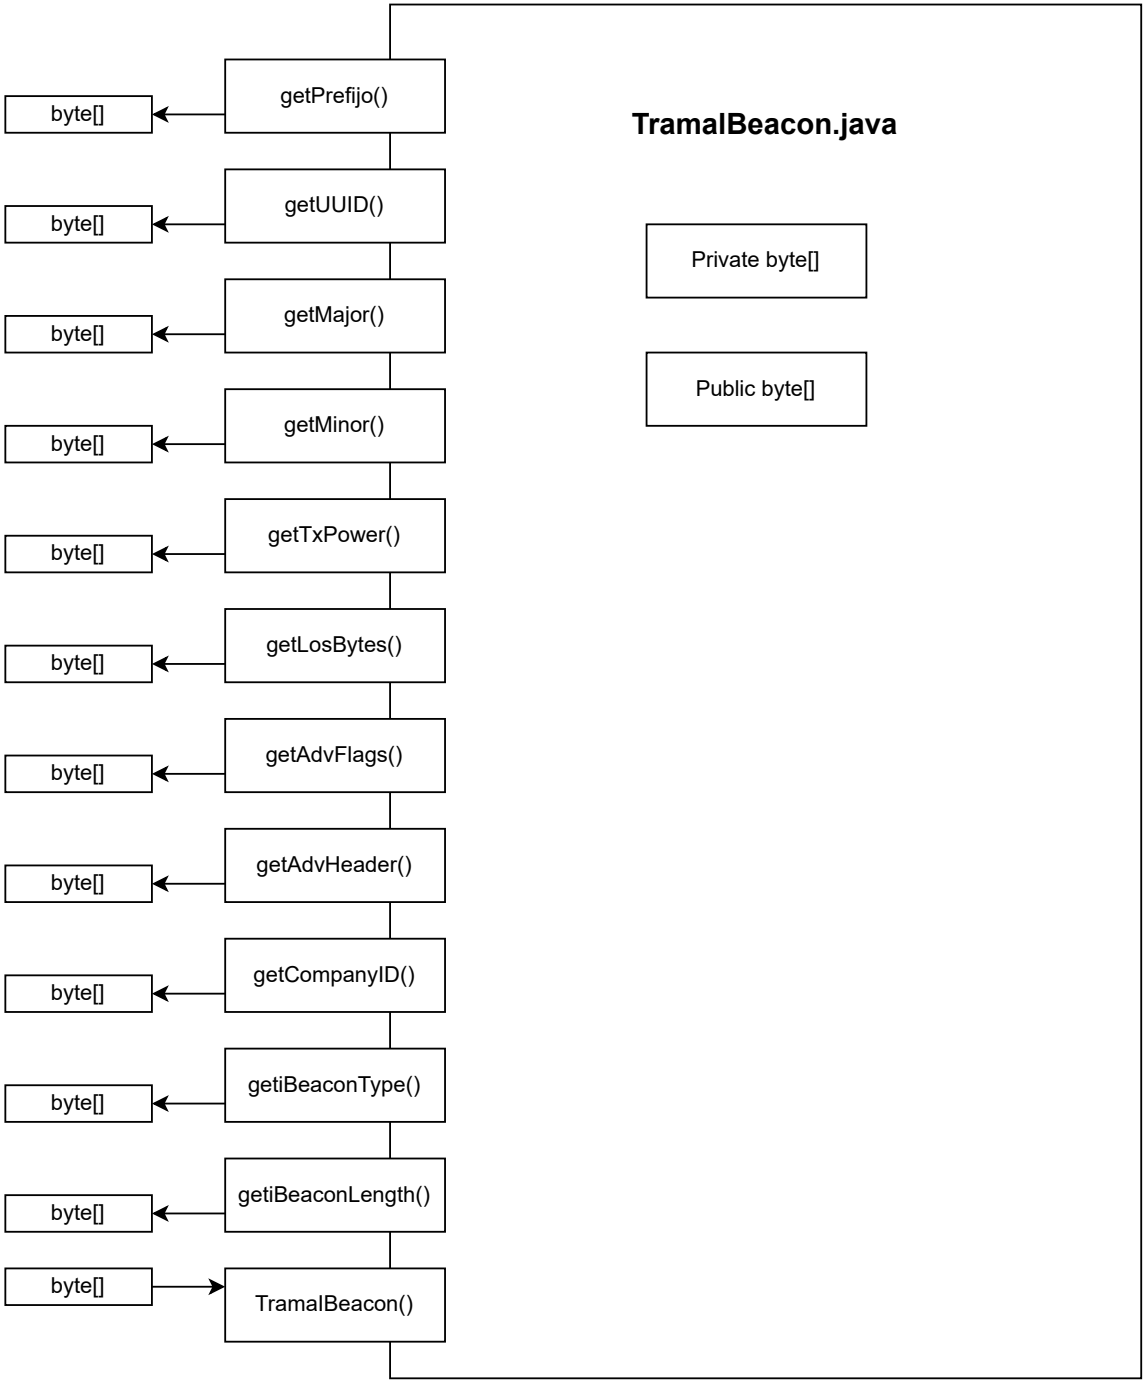 TramaIBeacon.java
getPrefijo()
byte[]
getUUID()
byte[]
Private byte[]
getMajor()
byte[]
Public byte[]
getMinor()
byte[]
getTxPower()
byte[]
getLosBytes()
byte[]
getAdvFlags()
byte[]
getAdvHeader()
byte[]
getCompanyID()
byte[]
getiBeaconType()
byte[]
getiBeaconLength()
byte[]
byte[]
TramaIBeacon()